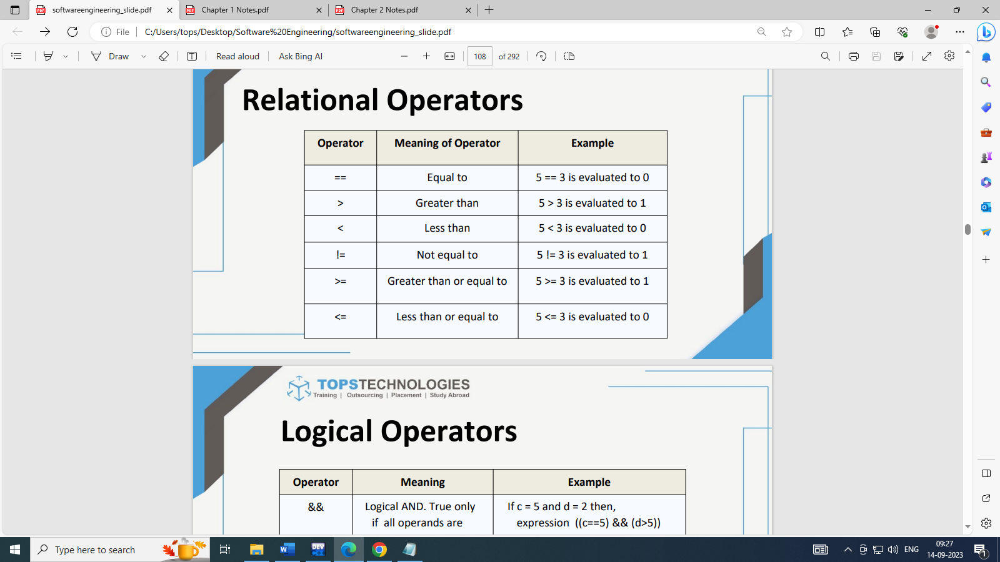 softwareengineering_slide.pdf
Chapter 1 Notes.pdf
Chapter 2 Notes.pdf
File
C:/Users/tops/Desktop/Software%20Engineering/softwareengineering_slide.pdf
Draw
Read aloud
Ask Bing AI
108 of 292
Relational Operators
Operator Meaning of Operator Example
== Equal to 5 == 3 is evaluated to 0
> Greater than 5 > 3 is evaluated to 1
< Less than 5 < 3 is evaluated to 0
!= Not equal to 5 != 3 is evaluated to 1
>= Greater than or equal to 5 >= 3 is evaluated to 1
<= Less than or equal to 5 <= 3 is evaluated to 0
TOPSTECHNOLOGIES
Training | Outsourcing | Placement | Study Abroad
Logical Operators
Operator Meaning Example
&& Logical AND. True only If c = 5 and d = 2 then,
if all operands are expression ((c==5) && (d>5))
Type here to search
DEV
ENG
09:27
14-09-2023
1